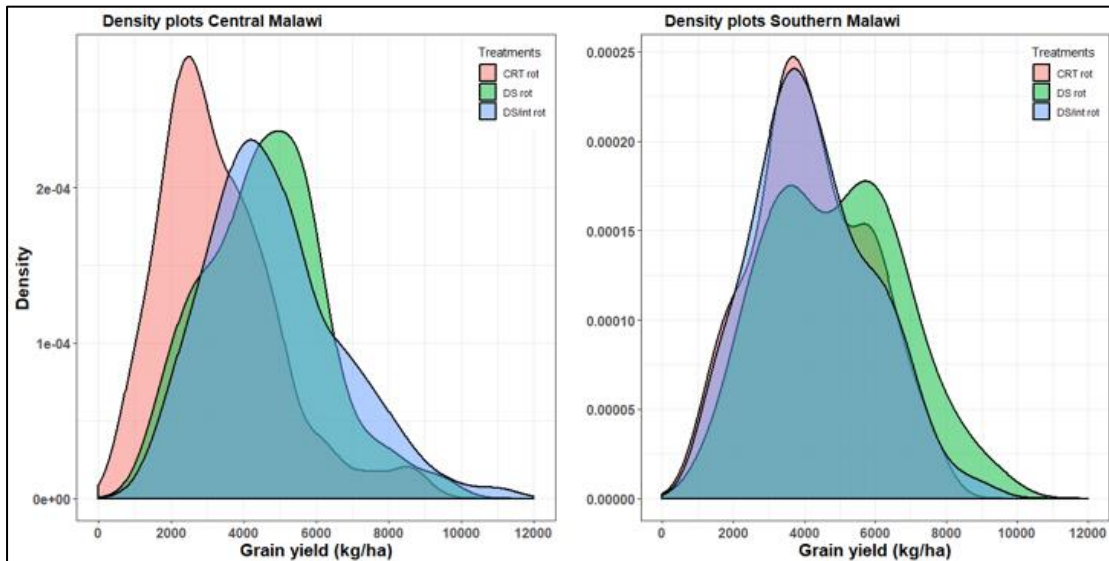 Density plots Central Malawi
Treatments
CRT rot
DS rot
DS/int rot
2e-04
1e-04
0e+00
Density
0 2000 4000 6000 8000 10000 12000
Grain yield (kg/ha)
Density plots Southern Malawi
Treatments
CRT rot
DS rot
DS/int rot
0.00025
0.00020
0.00015
0.00010
0.00005
0.00000
0 2000 4000 6000 8000 10000 12000
Grain yield (kg/ha)